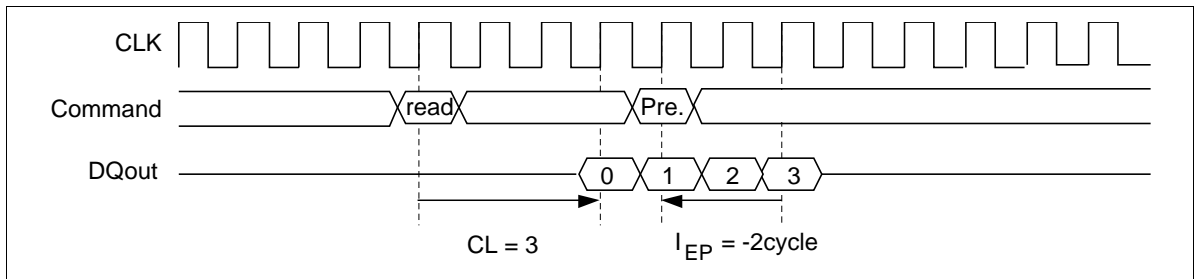 CLK
Command read Pre.
DQout 0 1 2 3
CL = 3 I EP = -2cycle